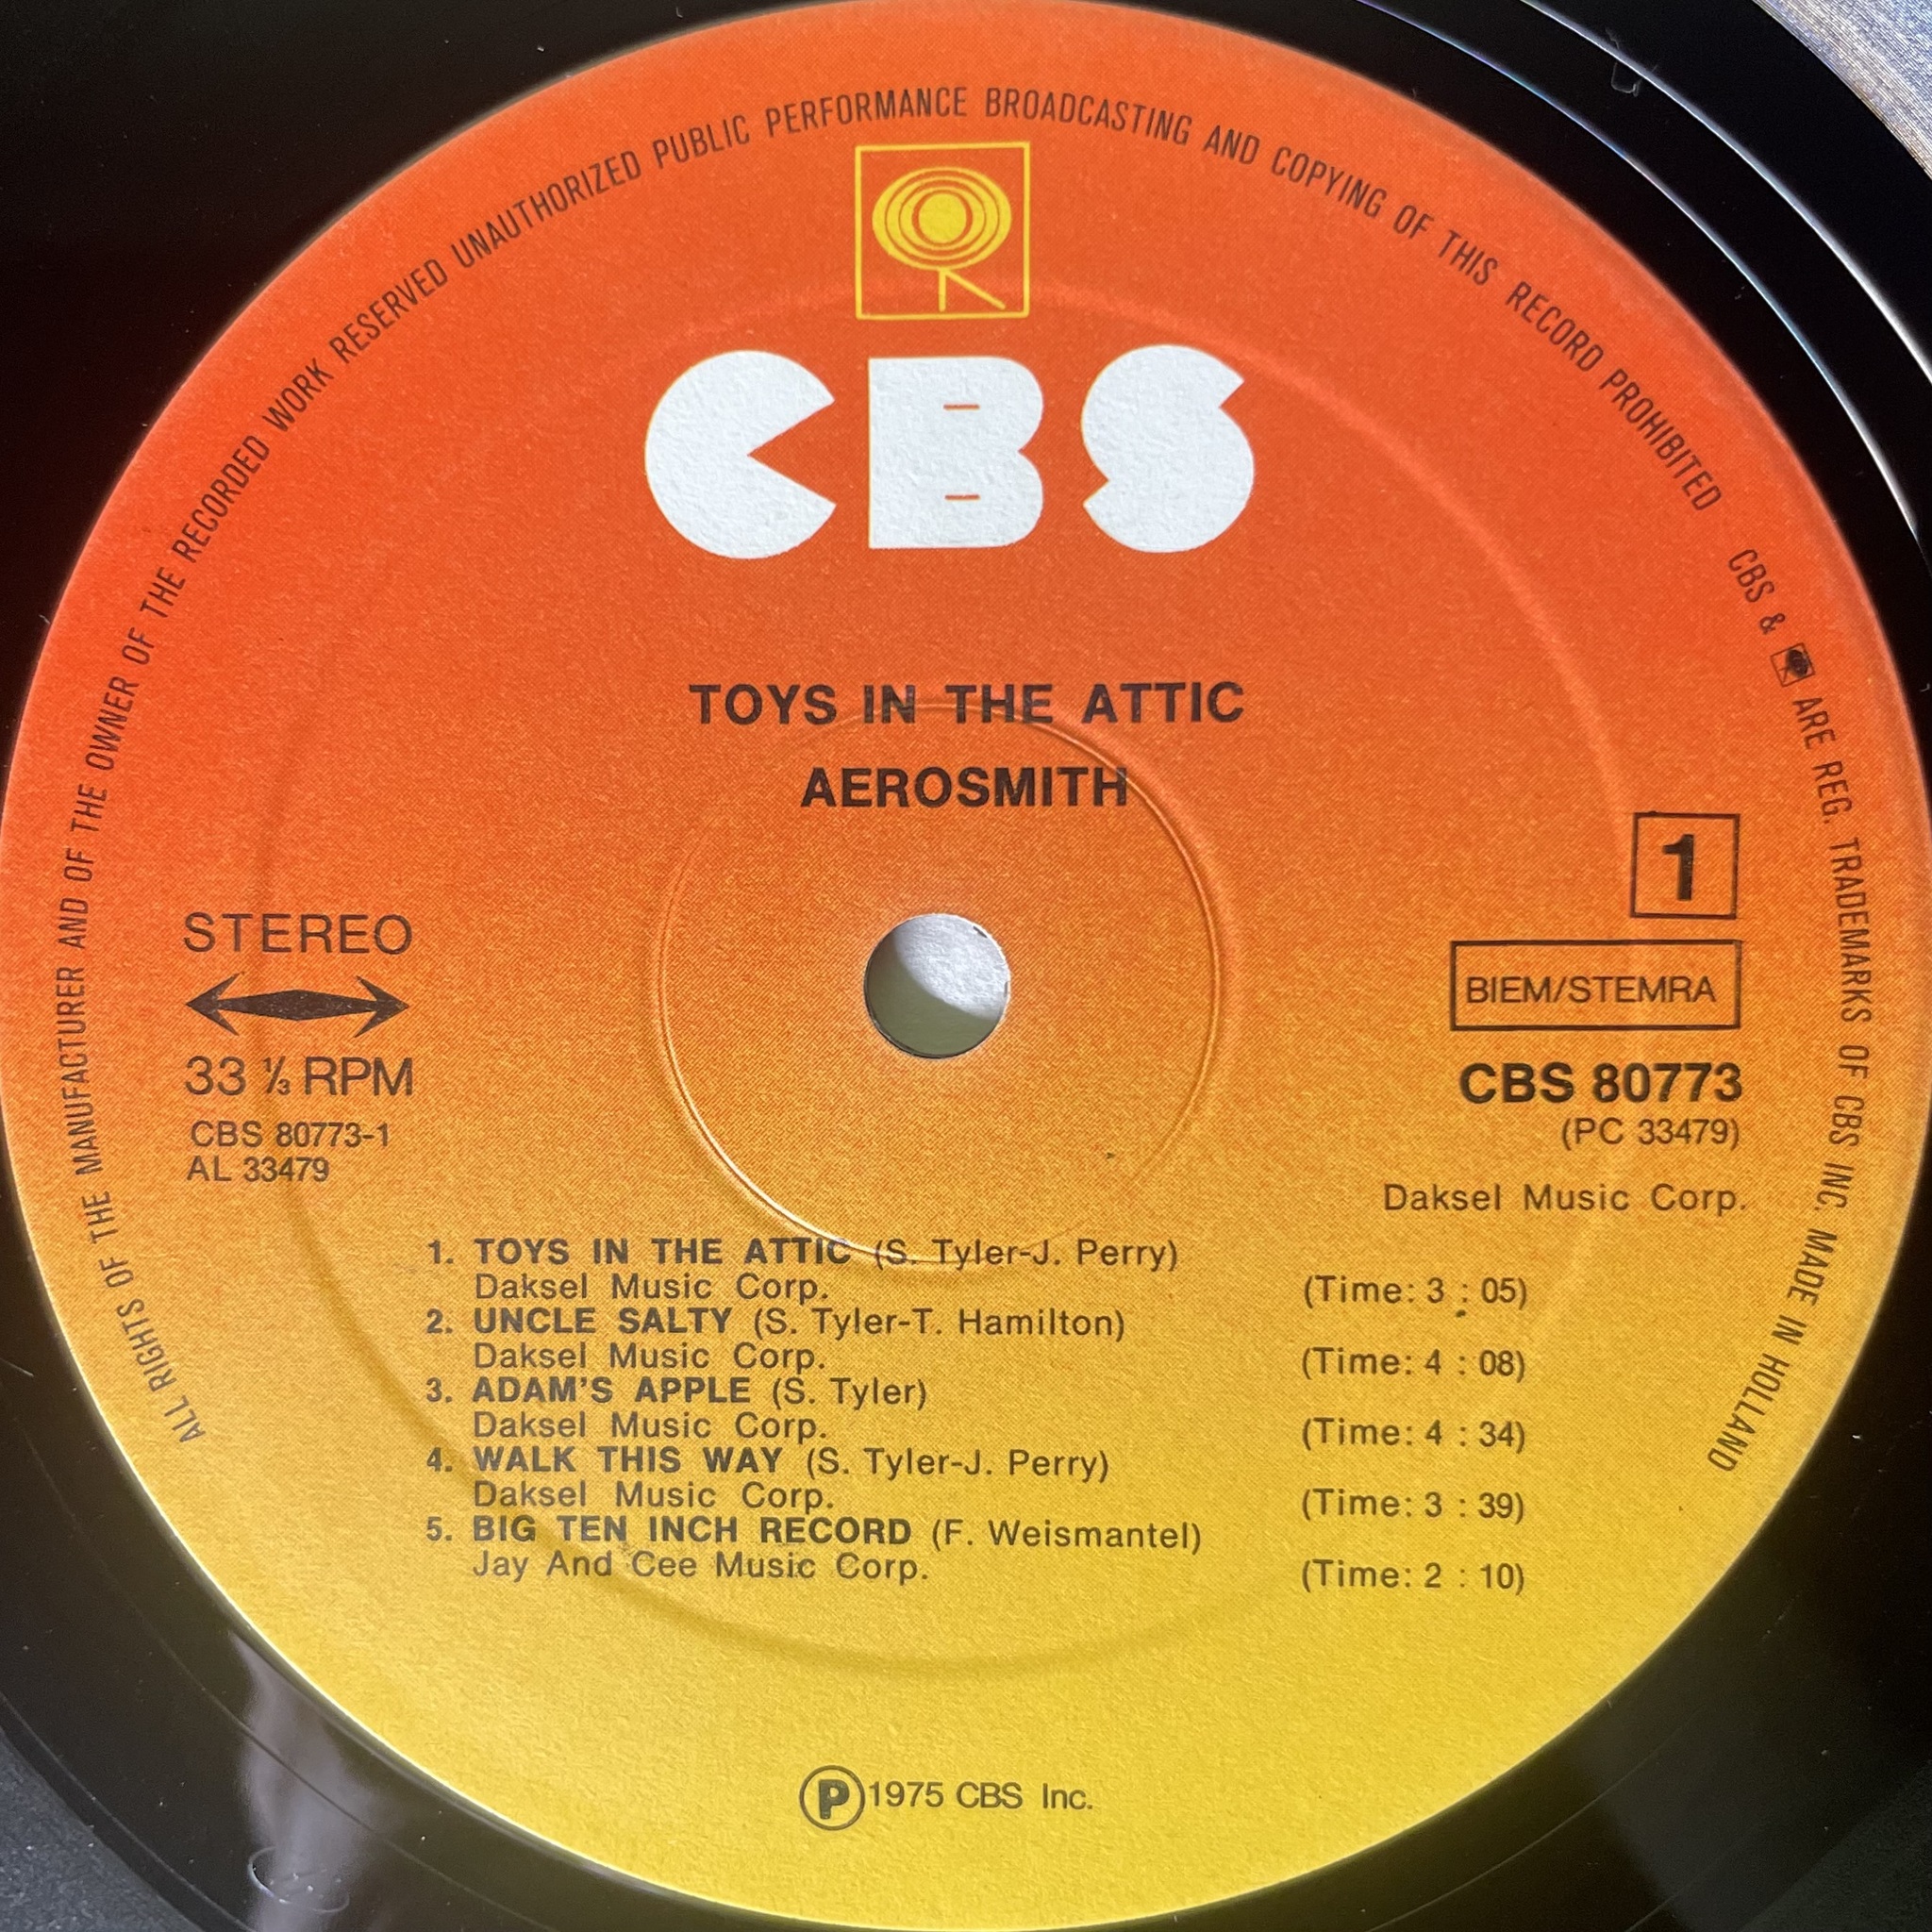 ALL RIGHTS OF THE MANUFACTURER AND OF THE OWNER OF THE RECORDED WORK RESERVED UNAUTHORIZED PUBLIC PERFORMANCE BROADCASTING AND COPYING OF THIS RECORD PROHIBITED CBS & ARE REG. TRADEMARKS OF CBS INC. MADE IN HOLLAND
CBS
TOYS IN THE ATTIC
AEROSMITH
1
STEREO
BIEM/STEMRA
33 ⅓ RPM
CBS 80773
CBS 80773-1
(PC 33479)
AL 33479
Daksel Music Corp.
1. TOYS IN THE ATTIC (S. Tyler-J. Perry)
Daksel Music Corp. (Time: 3 : 05)
2. UNCLE SALTY (S. Tyler-T. Hamilton)
Daksel Music Corp. (Time: 4 : 08)
3. ADAM'S APPLE (S. Tyler)
Daksel Music Corp. (Time: 4 : 34)
4. WALK THIS WAY (S. Tyler-J. Perry)
Daksel Music Corp. (Time: 3 : 39)
5. BIG TEN INCH RECORD (F. Weismantel)
Jay And Cee Music Corp. (Time: 2 : 10)
℗ 1975 CBS Inc.